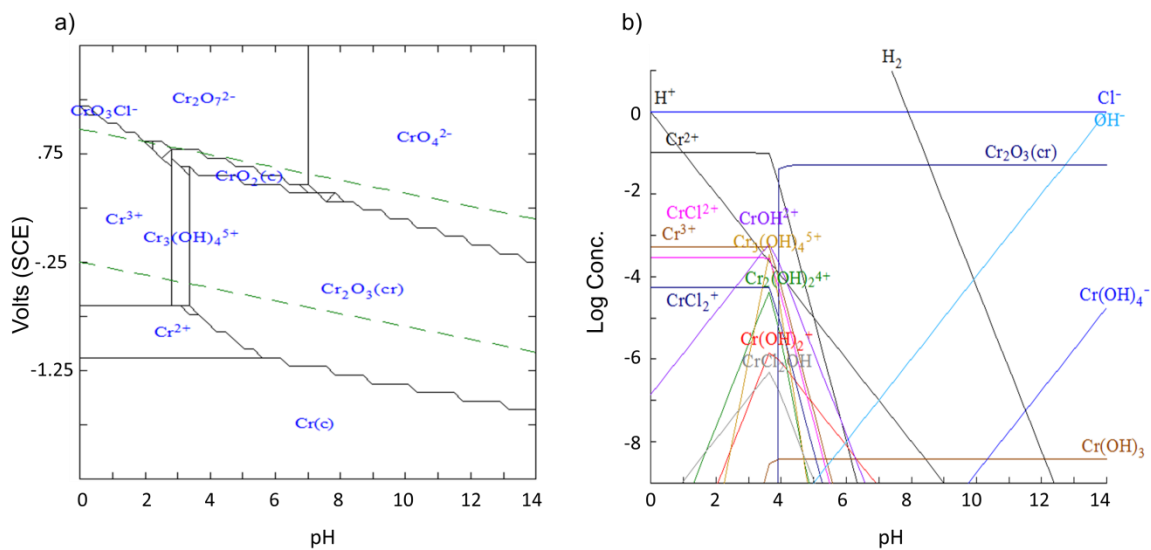 a)
Volts (SCE)
.75
-.25
-1.25
CrO₃Cl⁻
Cr₂O₇²⁻
CrO₄²⁻
CrO₂(c)
Cr³⁺
Cr₃(OH)₄⁵⁺
Cr₂O₃(cr)
Cr²⁺
Cr(c)
0 2 4 6 8 10 12 14
pH
b)
Log Conc.
0
-2
-4
-6
-8
H₂
H⁺
Cl⁻
OH⁻
Cr²⁺
Cr₂O₃(cr)
CrCl²⁺
CrOH²⁺
Cr³⁺
Cr₃(OH)₄⁵⁺
Cr₂(OH)₂⁴⁺
CrCl₂⁺
Cr(OH)₄⁻
Cr(OH)₂⁺
CrCl₂OH
Cr(OH)₃
0 2 4 6 8 10 12 14
pH